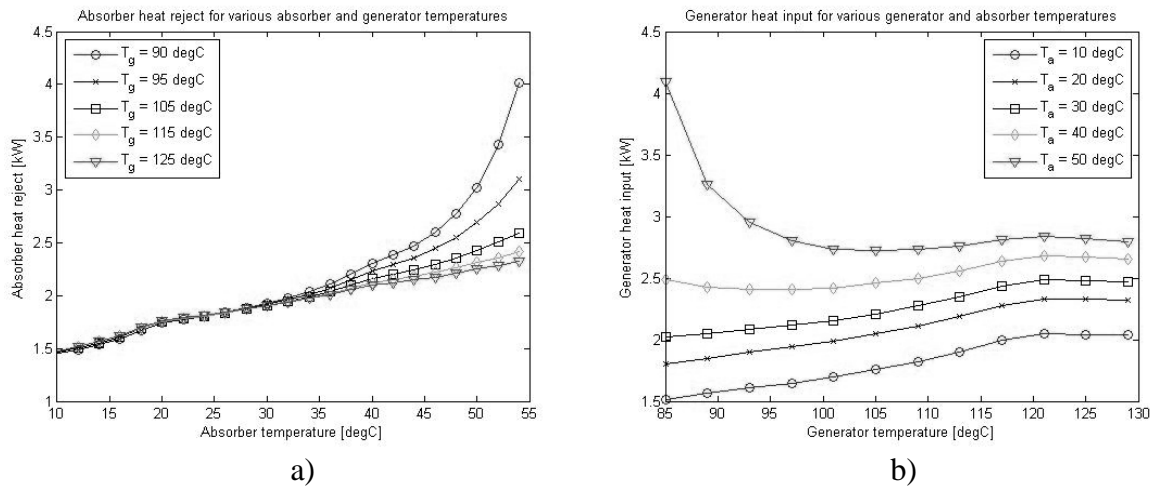 Absorber heat reject for various absorber and generator temperatures
4.5
4
3.5
3
2.5
2
1.5
1
Absorber heat reject [kW]
T_g = 90 degC
T_g = 95 degC
T_g = 105 degC
T_g = 115 degC
T_g = 125 degC
10 15 20 25 30 35 40 45 50 55
Absorber temperature [degC]
a)
Generator heat input for various generator and absorber temperatures
4.5
4
3.5
3
2.5
2
1.5
Generator heat input [kW]
T_a = 10 degC
T_a = 20 degC
T_a = 30 degC
T_a = 40 degC
T_a = 50 degC
85 90 95 100 105 110 115 120 125 130
Generator temperature [degC]
b)